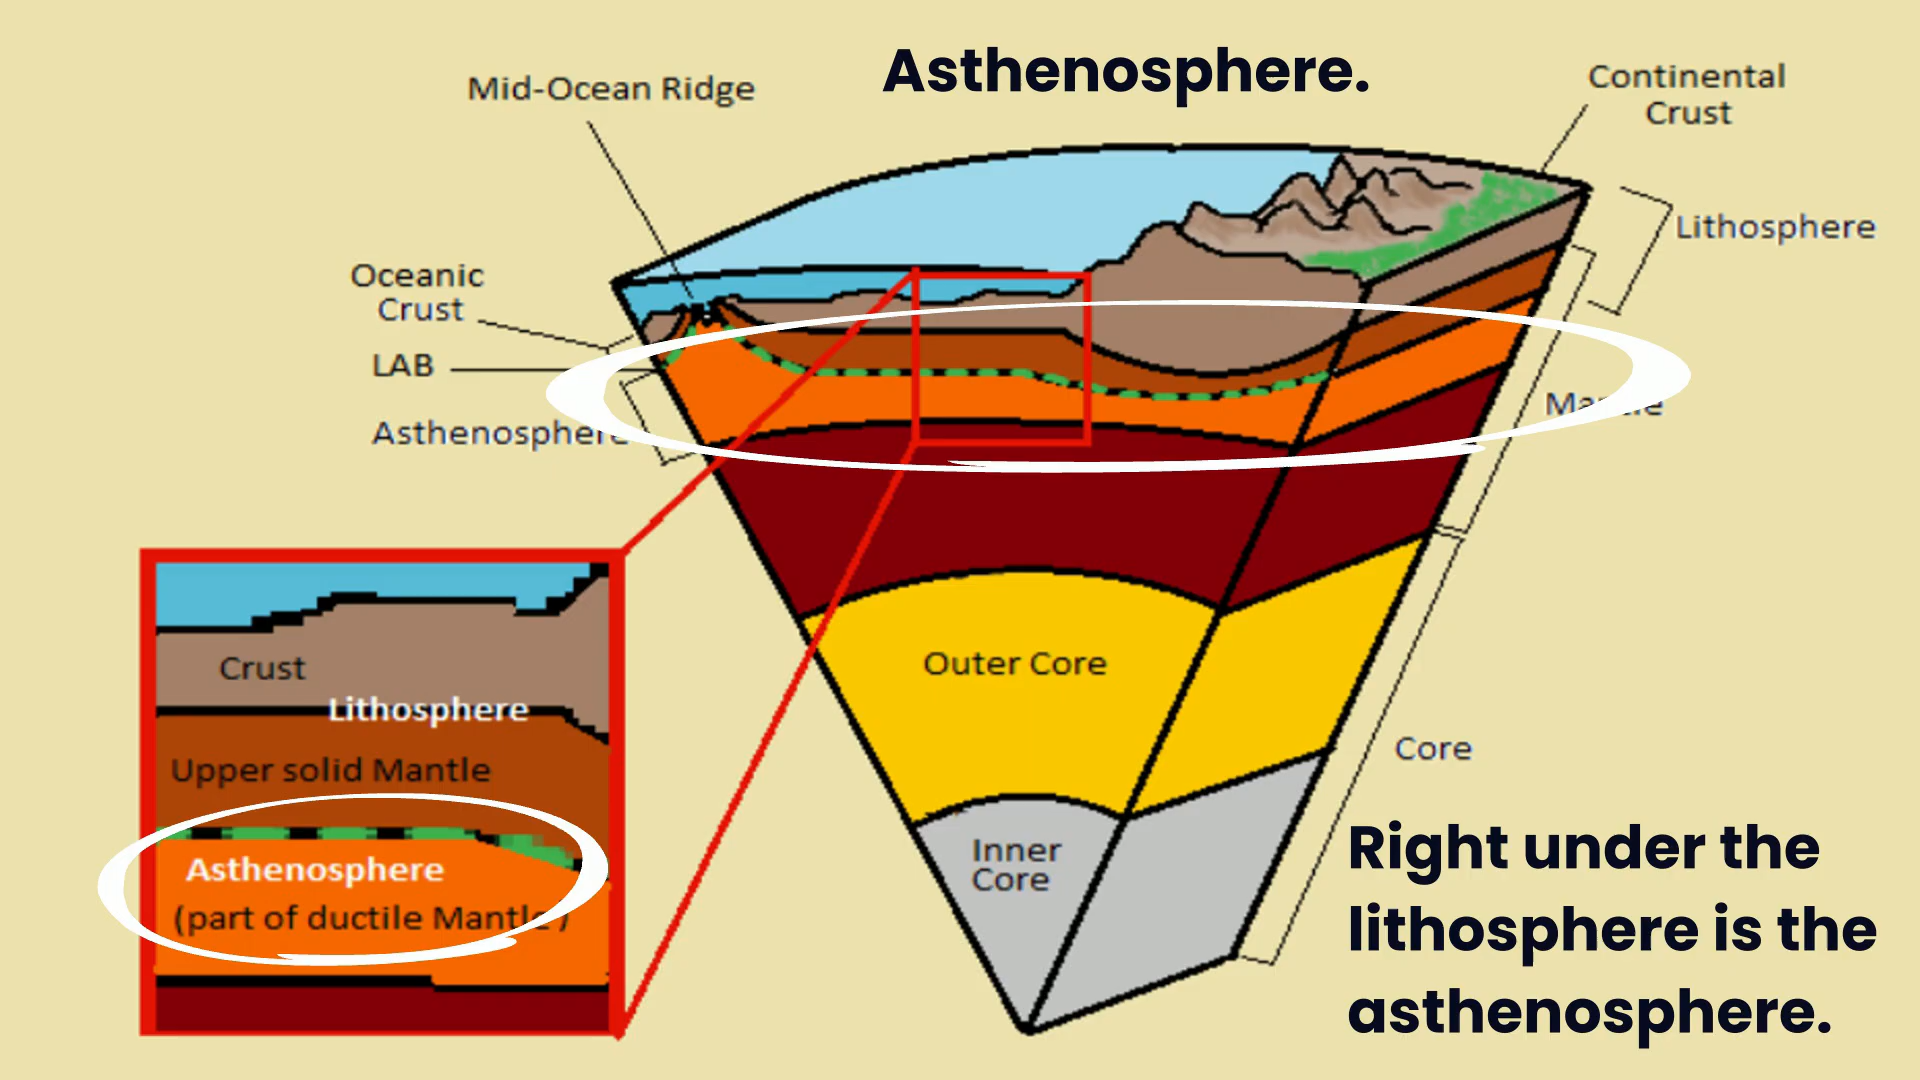 Asthenosphere.
Mid-Ocean Ridge
Continental
Crust
Lithosphere
Oceanic
Crust
LAB
Asthenosphere
Mantle
Crust
Lithosphere
Upper solid Mantle
Asthenosphere
(part of ductile Mantle)
Outer Core
Inner
Core
Core
Right under the
lithosphere is the
asthenosphere.